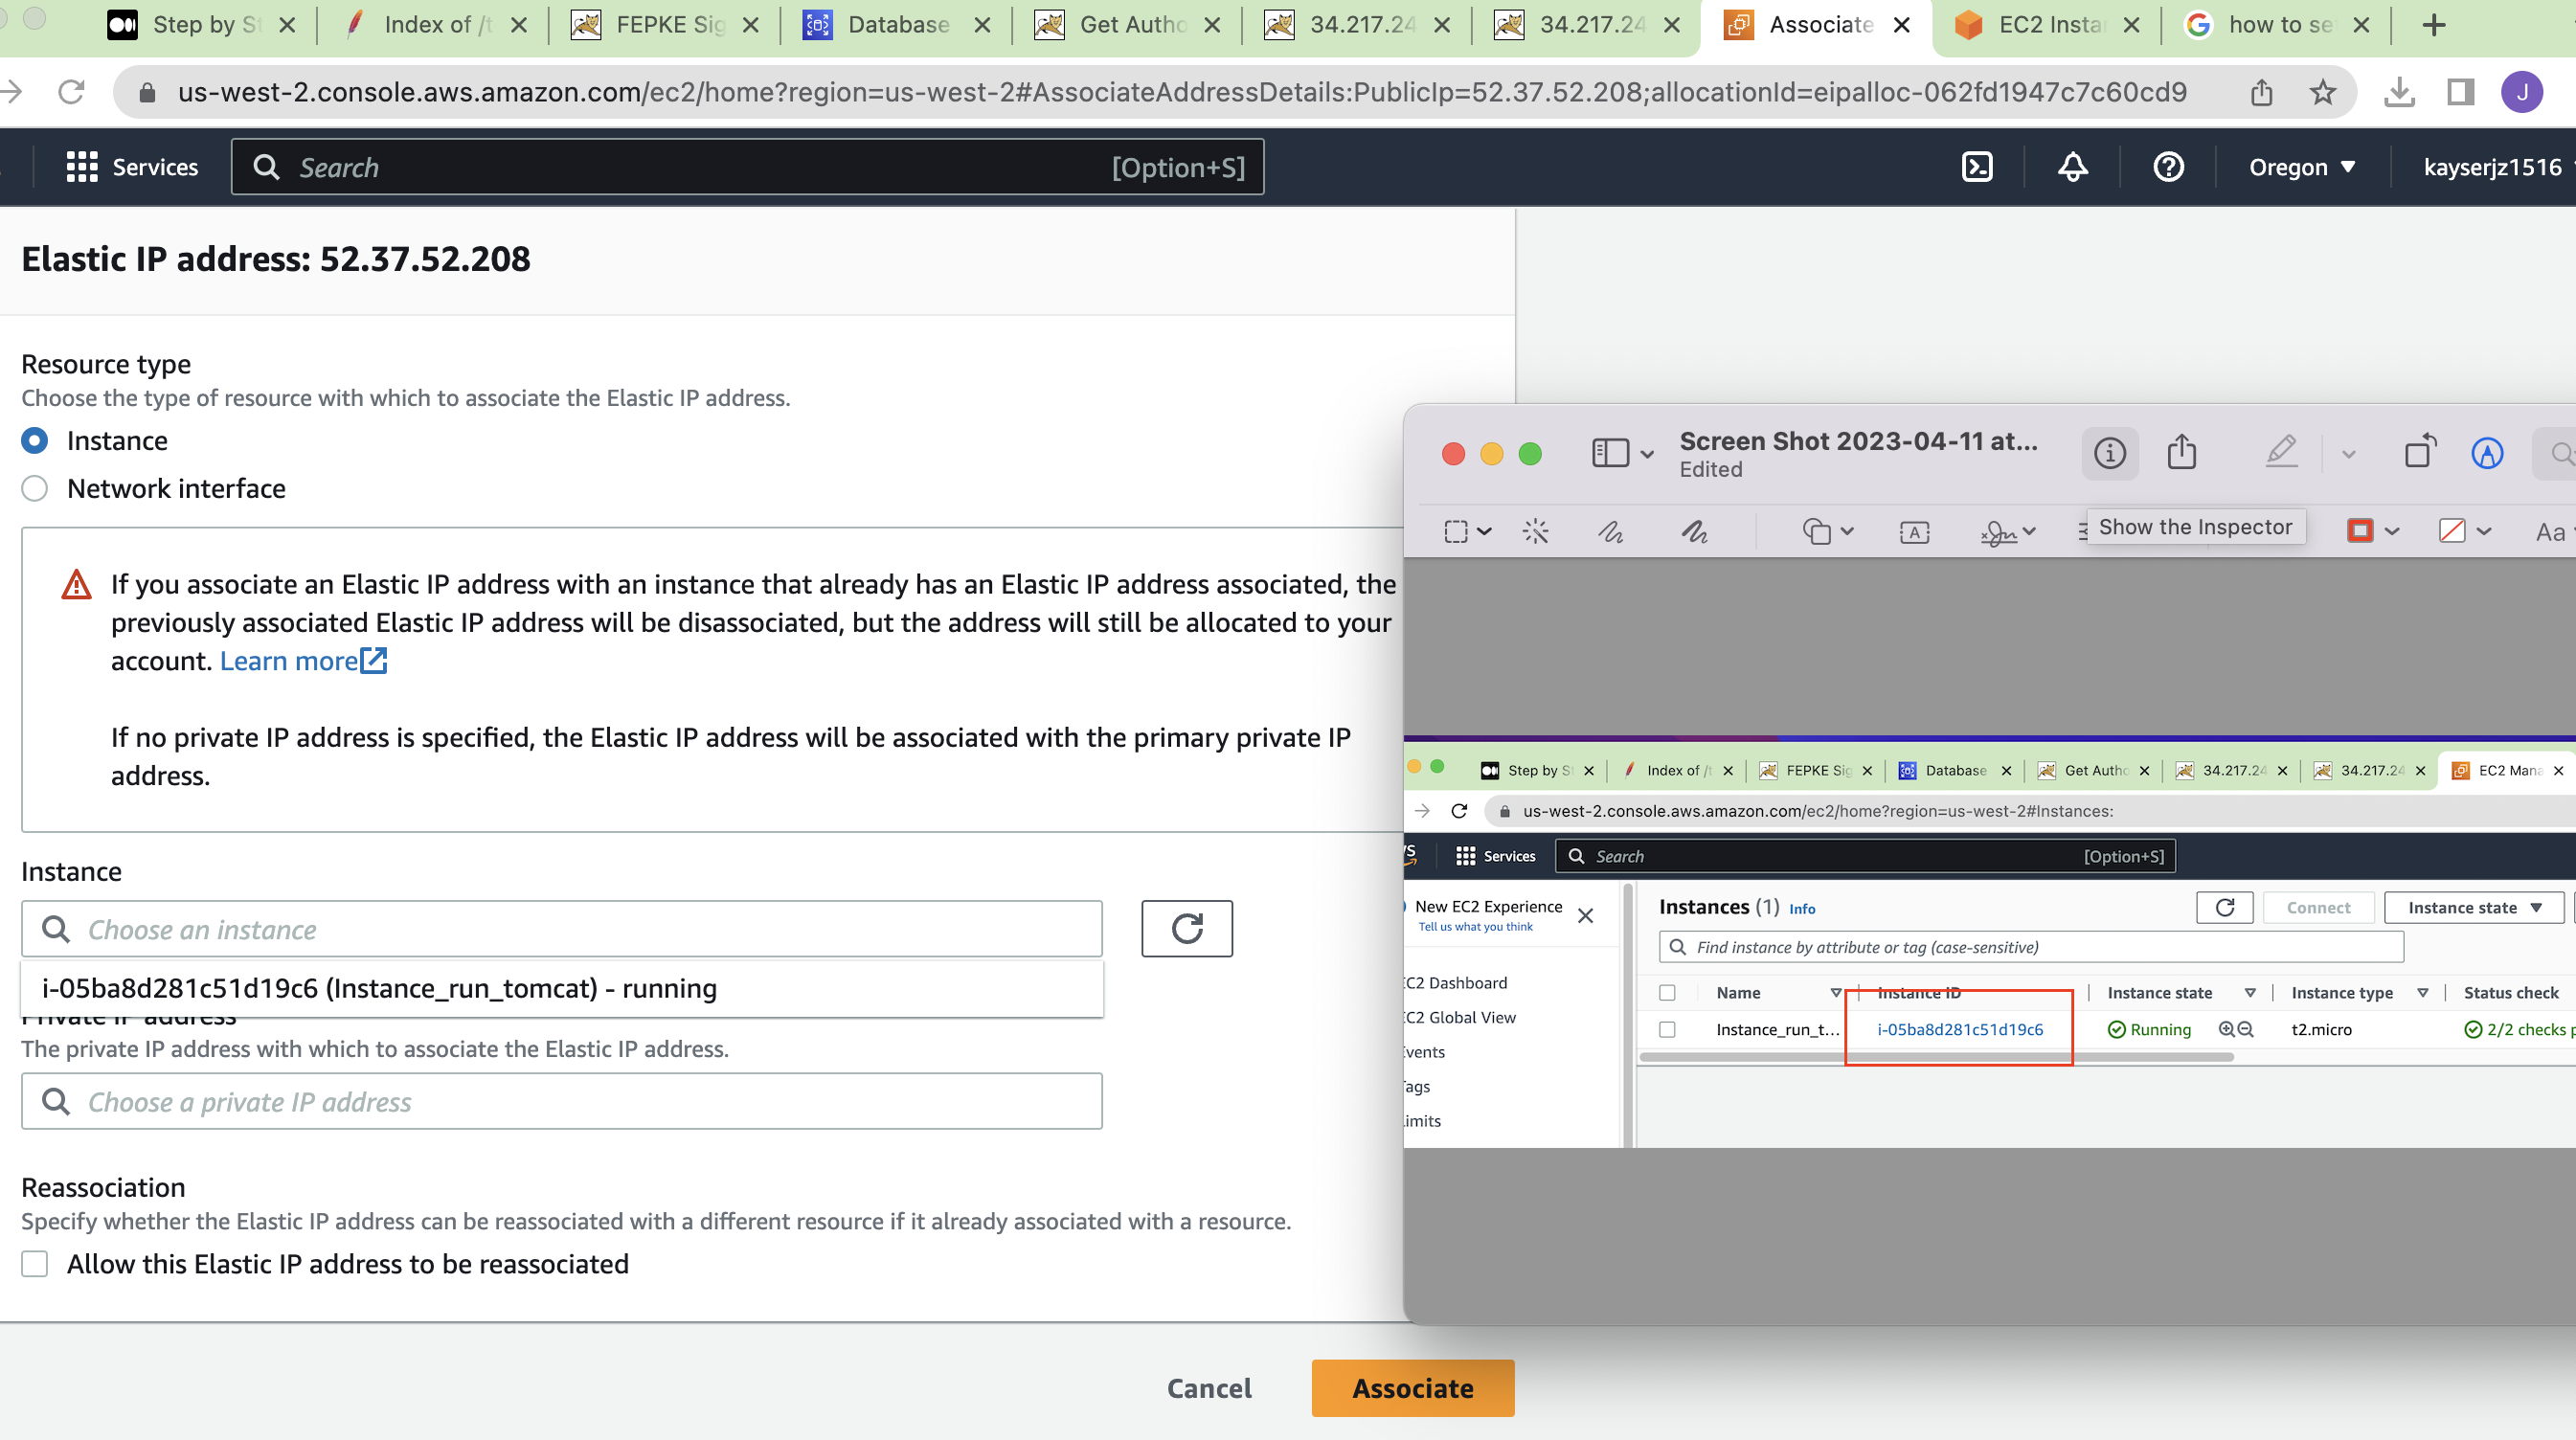 Step by St
Index of /t
FEPKE Sig
Database
Get Autho
34.217.24
34.217.24
Associate
EC2 Insta
how to se
us-west-2.console.aws.amazon.com/ec2/home?region=us-west-2#AssociateAddressDetails:PublicIp=52.37.52.208;allocationId=eipalloc-062fd1947c7c60cd9
J
Services
Search
[Option+S]
Oregon
kayserjz1516
Elastic IP address: 52.37.52.208
Resource type
Choose the type of resource with which to associate the Elastic IP address.
Instance
Network interface
If you associate an Elastic IP address with an instance that already has an Elastic IP address associated, the
previously associated Elastic IP address will be disassociated, but the address will still be allocated to your
account. Learn more
If no private IP address is specified, the Elastic IP address will be associated with the primary private IP
address.
Instance
Choose an instance
i-05ba8d281c51d19c6 (Instance_run_tomcat) - running
Private IP address
The private IP address with which to associate the Elastic IP address.
Choose a private IP address
Reassociation
Specify whether the Elastic IP address can be reassociated with a different resource if it already associated with a resource.
Allow this Elastic IP address to be reassociated
Cancel
Associate
Screen Shot 2023-04-11 at...
Edited
Show the Inspector
Aa
Step by St
Index of /t
FEPKE Sig
Database
Get Autho
34.217.24
34.217.24
EC2 Mana
us-west-2.console.aws.amazon.com/ec2/home?region=us-west-2#Instances:
Services
Search
[Option+S]
New EC2 Experience
Tell us what you think
EC2 Dashboard
EC2 Global View
Events
Tags
Limits
Instances (1) Info
Connect
Instance state
Find instance by attribute or tag (case-sensitive)
Name
Instance ID
Instance state
Instance type
Status check
Instance_run_t...
i-05ba8d281c51d19c6
Running
t2.micro
2/2 checks p